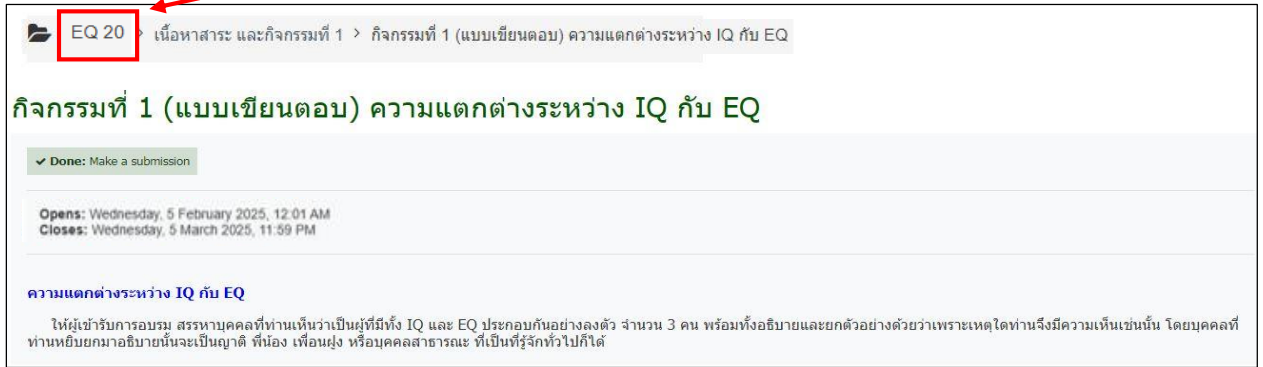 EQ 20 > เนื้อหาสาระ และกิจกรรมที่ 1 > กิจกรรมที่ 1 (แบบเขียนตอบ) ความแตกต่างระหว่าง IQ กับ EQ
กิจกรรมที่ 1 (แบบเขียนตอบ) ความแตกต่างระหว่าง IQ กับ EQ
✓ Done: Make a submission
Opens: Wednesday, 5 February 2025, 12:01 AM
Closes: Wednesday, 5 March 2025, 11:59 PM
ความแตกต่างระหว่าง IQ กับ EQ
ให้ผู้เข้ารับการอบรม สรรหาบุคคลที่ท่านเห็นว่าเป็นผู้ที่มีทั้ง IQ และ EQ ประกอบกันอย่างลงตัว จำนวน 3 คน พร้อมทั้งอธิบายและยกตัวอย่างด้วยว่าเพราะเหตุใดท่านจึงมีความเห็นเช่นนั้น โดยบุคคลที่
ท่านหยิบยกมาอธิบายนั้นจะเป็นญาติ พี่น้อง เพื่อนฝูง หรือบุคคลสาธารณะ ที่เป็นที่รู้จักทั่วไปก็ได้